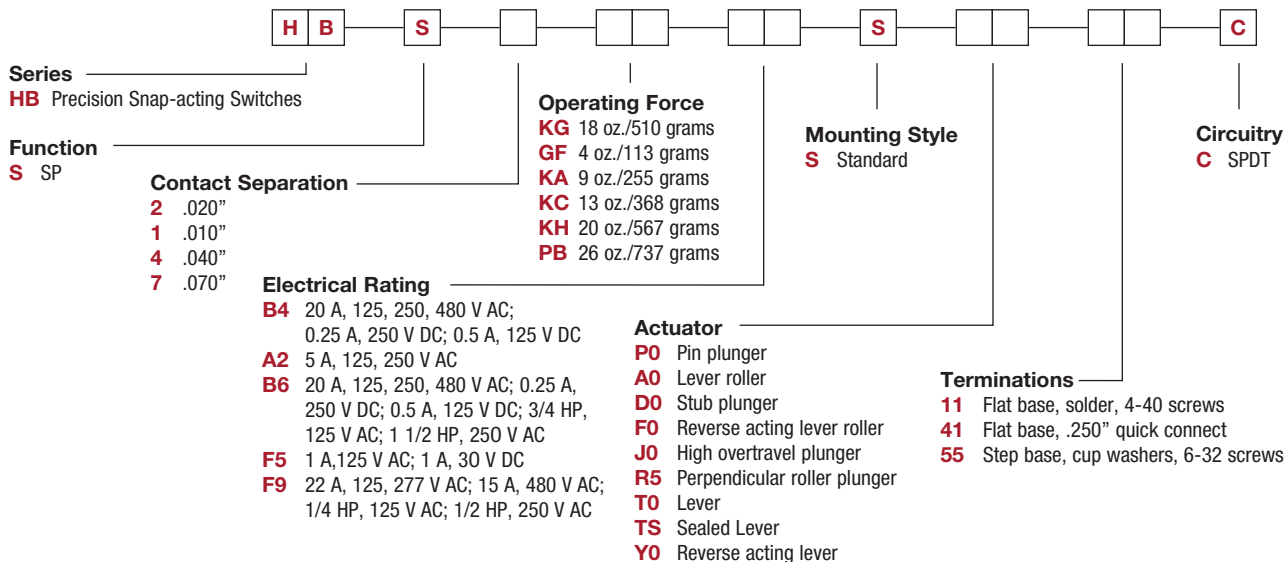 H B S S C
Series
HB Precision Snap-acting Switches
Function
S SP
Contact Separation
2 .020”
1 .010”
4 .040”
7 .070”
Operating Force
KG 18 oz./510 grams
GF 4 oz./113 grams
KA 9 oz./255 grams
KC 13 oz./368 grams
KH 20 oz./567 grams
PB 26 oz./737 grams
Electrical Rating
B4 20 A, 125, 250, 480 V AC;
0.25 A, 250 V DC; 0.5 A, 125 V DC
A2 5 A, 125, 250 V AC
B6 20 A, 125, 250, 480 V AC; 0.25 A,
250 V DC; 0.5 A, 125 V DC; 3/4 HP,
125 V AC; 1 1/2 HP, 250 V AC
F5 1 A,125 V AC; 1 A, 30 V DC
F9 22 A, 125, 277 V AC; 15 A, 480 V AC;
1/4 HP, 125 V AC; 1/2 HP, 250 V AC
Mounting Style
S Standard
Actuator
P0 Pin plunger
A0 Lever roller
D0 Stub plunger
F0 Reverse acting lever roller
J0 High overtravel plunger
R5 Perpendicular roller plunger
T0 Lever
TS Sealed Lever
Y0 Reverse acting lever
Terminations
11 Flat base, solder, 4-40 screws
41 Flat base, .250” quick connect
55 Step base, cup washers, 6-32 screws
Circuitry
C SPDT